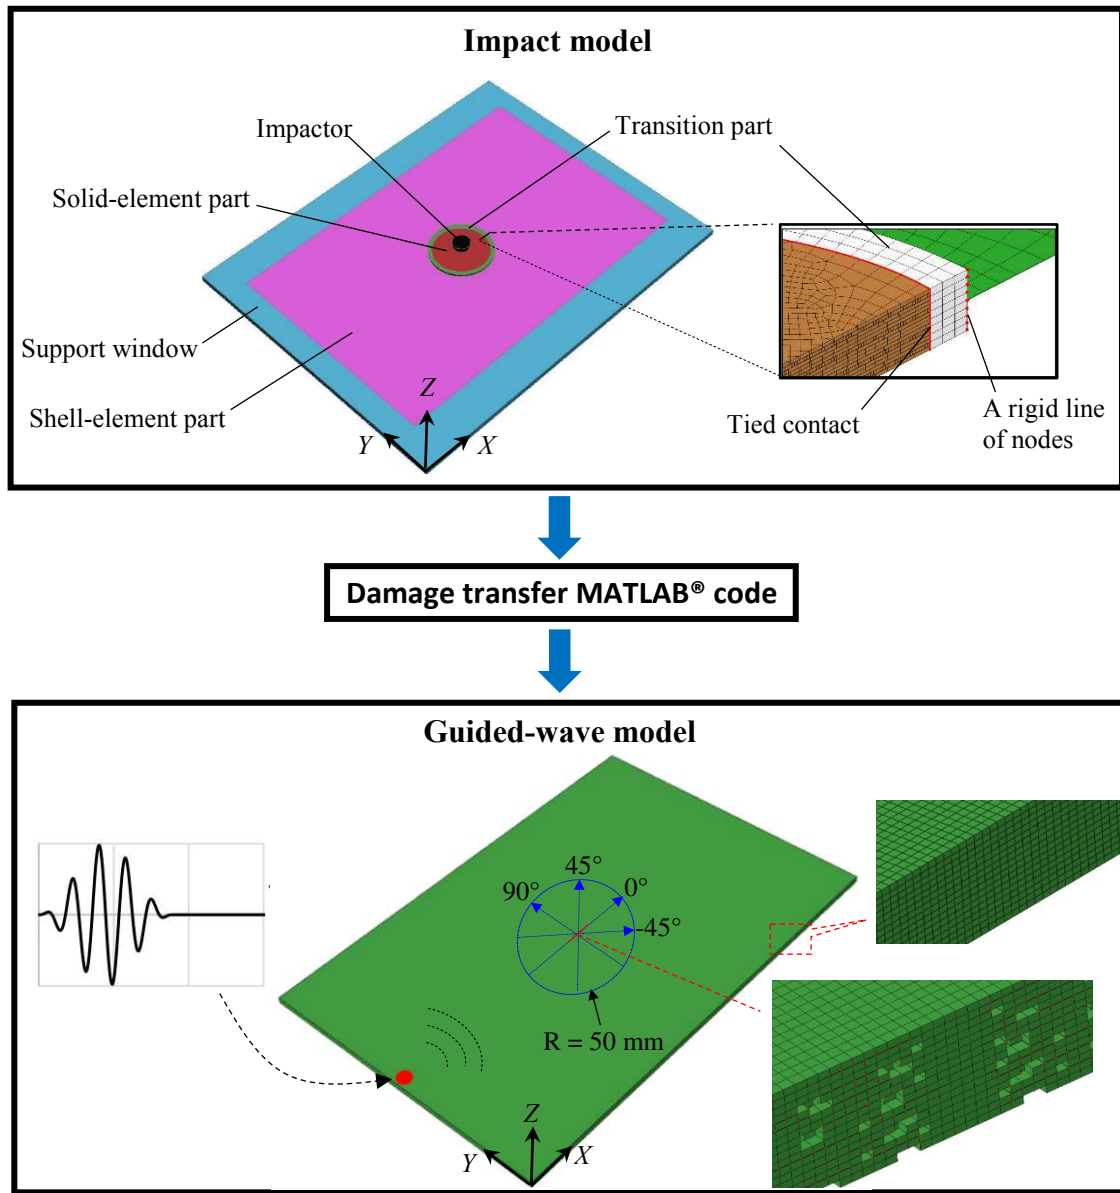 Impact model
Impactor
Transition part
Solid-element part
Support window
Shell-element part
Z
Y
X
Tied contact
A rigid line
of nodes
Damage transfer MATLAB® code
Guided-wave model
45°
90°
0°
-45°
R = 50 mm
Z
Y
X